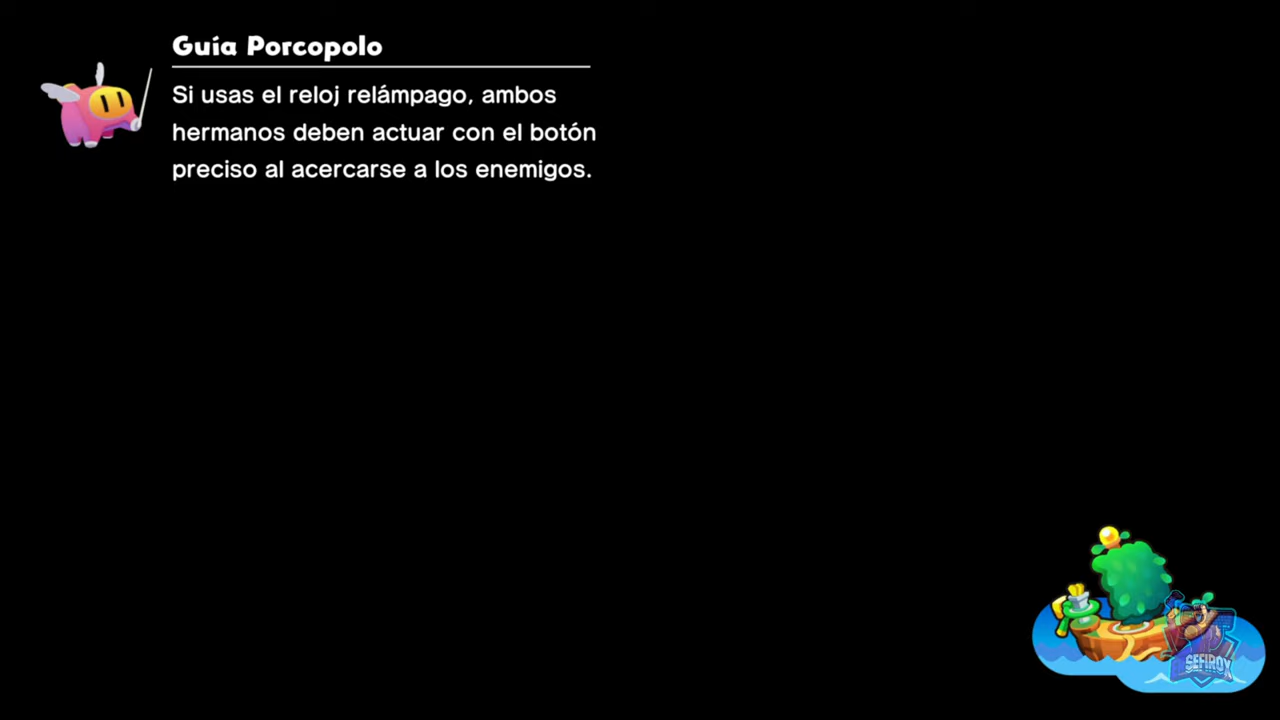 Guía Porcopolo
Si usas el reloj relámpago, ambos
hermanos deben actuar con el botón
preciso al acercarse a los enemigos.
SEFIROX